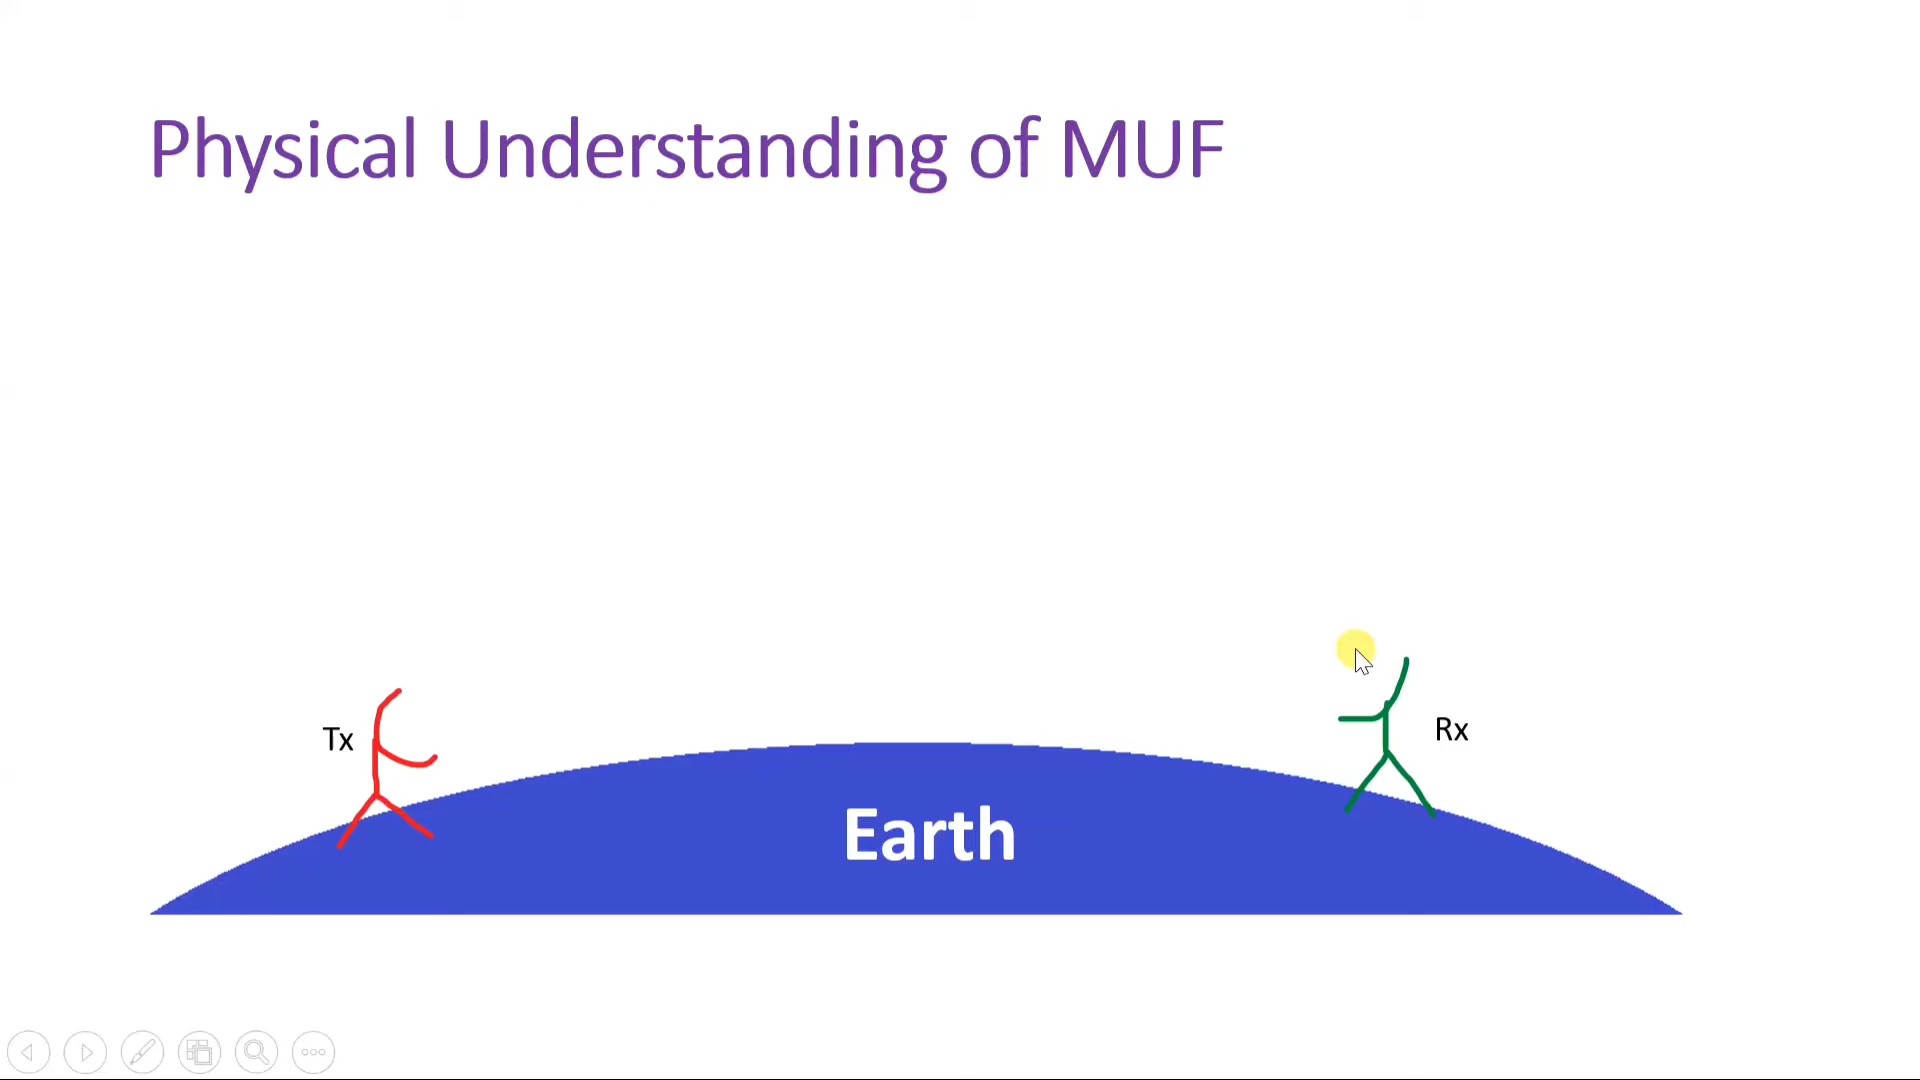 Physical Understanding of MUF
Tx
Rx
Earth